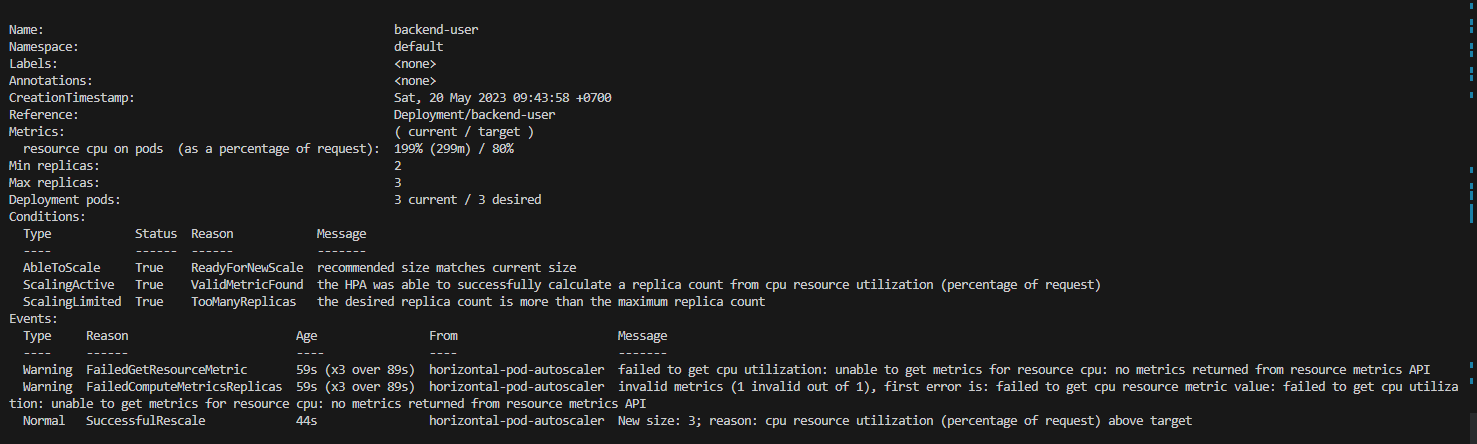 Name: backend-user
Namespace: default
Labels: <none>
Annotations: <none>
CreationTimestamp: Sat, 20 May 2023 09:43:58 +0700
Reference: Deployment/backend-user
Metrics: ( current / target )
resource cpu on pods (as a percentage of request): 199% (299m) / 80%
Min replicas: 2
Max replicas: 3
Deployment pods: 3 current / 3 desired
Conditions:
Type Status Reason Message
---- ------ ------ -------
AbleToScale True ReadyForNewScale recommended size matches current size
ScalingActive True ValidMetricFound the HPA was able to successfully calculate a replica count from cpu resource utilization (percentage of request)
ScalingLimited True TooManyReplicas the desired replica count is more than the maximum replica count
Events:
Type Reason Age From Message
---- ------ ---- ---- -------
Warning FailedGetResourceMetric 59s (x3 over 89s) horizontal-pod-autoscaler failed to get cpu utilization: unable to get metrics for resource cpu: no metrics returned from resource metrics API
Warning FailedComputeMetricsReplicas 59s (x3 over 89s) horizontal-pod-autoscaler invalid metrics (1 invalid out of 1), first error is: failed to get cpu resource metric value: failed to get cpu utiliza
tion: unable to get metrics for resource cpu: no metrics returned from resource metrics API
Normal SuccessfulRescale 44s horizontal-pod-autoscaler New size: 3; reason: cpu resource utilization (percentage of request) above target